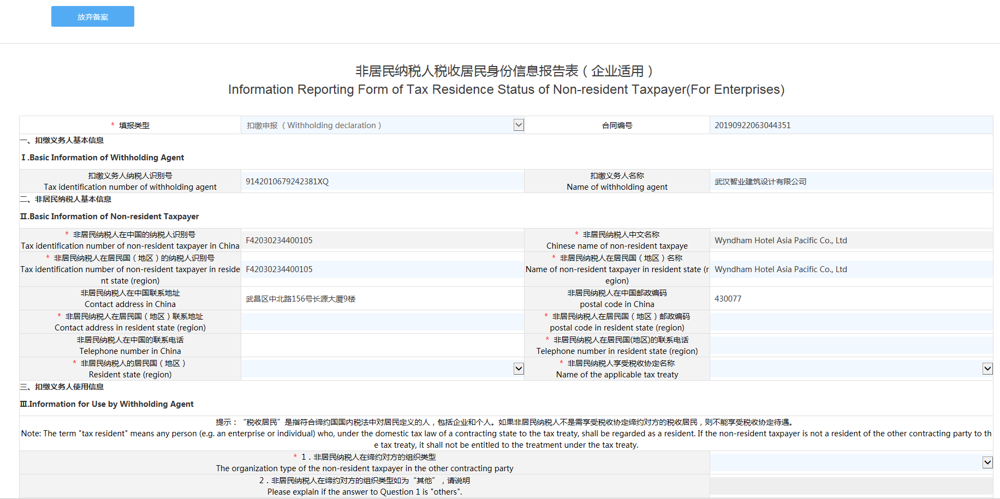 放弃备案
非居民纳税人税收居民身份信息报告表（企业适用）
Information Reporting Form of Tax Residence Status of Non-resident Taxpayer(For Enterprises)
* 填报类型
扣缴申报 （ Withholding declaration ）
合同编号
20190922063044351
一、扣缴义务人基本信息
Ⅰ.Basic Information of Withholding Agent
扣缴义务人纳税人识别号
Tax identification number of withholding agent
9142010679242381XQ
扣缴义务人名称
Name of withholding agent
武汉智业建筑设计有限公司
二、非居民纳税人基本信息
Ⅱ.Basic Information of Non-resident Taxpayer
* 非居民纳税人在中国的纳税人识别号
Tax identification number of non-resident taxpayer in China
F42030234400105
* 非居民纳税人中文名称
Chinese name of non-resident taxpaye
Wyndham Hotel Asia Pacific Co., Ltd
* 非居民纳税人在居民国（地区）的纳税人识别号
Tax identification number of non-resident taxpayer in reside
nt state (region)
F42030234400105
* 非居民纳税人在居民国（地区）名称
Name of non-resident taxpayer in resident state (r
egion)
Wyndham Hotel Asia Pacific Co., Ltd
非居民纳税人在中国联系地址
Contact address in China
武昌区中北路156号长源大厦9楼
非居民纳税人在中国邮政编码
postal code in China
430077
* 非居民纳税人在居民国（地区）联系地址
Contact address in resident state (region)
* 非居民纳税人在居民国（地区）邮政编码
postal code in resident state (region)
非居民纳税人在中国的联系电话
Telephone number in China
* 非居民纳税人在居民国(地区)的联系电话
Telephone number in resident state (region)
* 非居民纳税人的居民国（地区）
Resident state (region)
* 非居民纳税人享受税收协定名称
Name of the applicable tax treaty
三、扣缴义务人使用信息
Ⅲ.Information for Use by Withholding Agent
提示：“税收居民”是指符合缔约国国内税法中对居民定义的人，包括企业和个人。如果非居民纳税人不是需享受税收协定缔约对方的税收居民，则不能享受税收协定待遇。
Note: The term "tax resident" means any person (e.g. an enterprise or individual) who, under the domestic tax law of a contracting state to the tax treaty, shall be regarded as a resident. If the non-resident taxpayer is not a resident of the other contracting party to th
e tax treaty, it shall not be entitled to the treatment under the tax treaty.
* 1．非居民纳税人在缔约对方的组织类型
The organization type of the non-resident taxpayer in the other contracting party
2．非居民纳税人在缔约对方的组织类型如为“其他”，请说明
Please explain if the answer to Question 1 is "others".